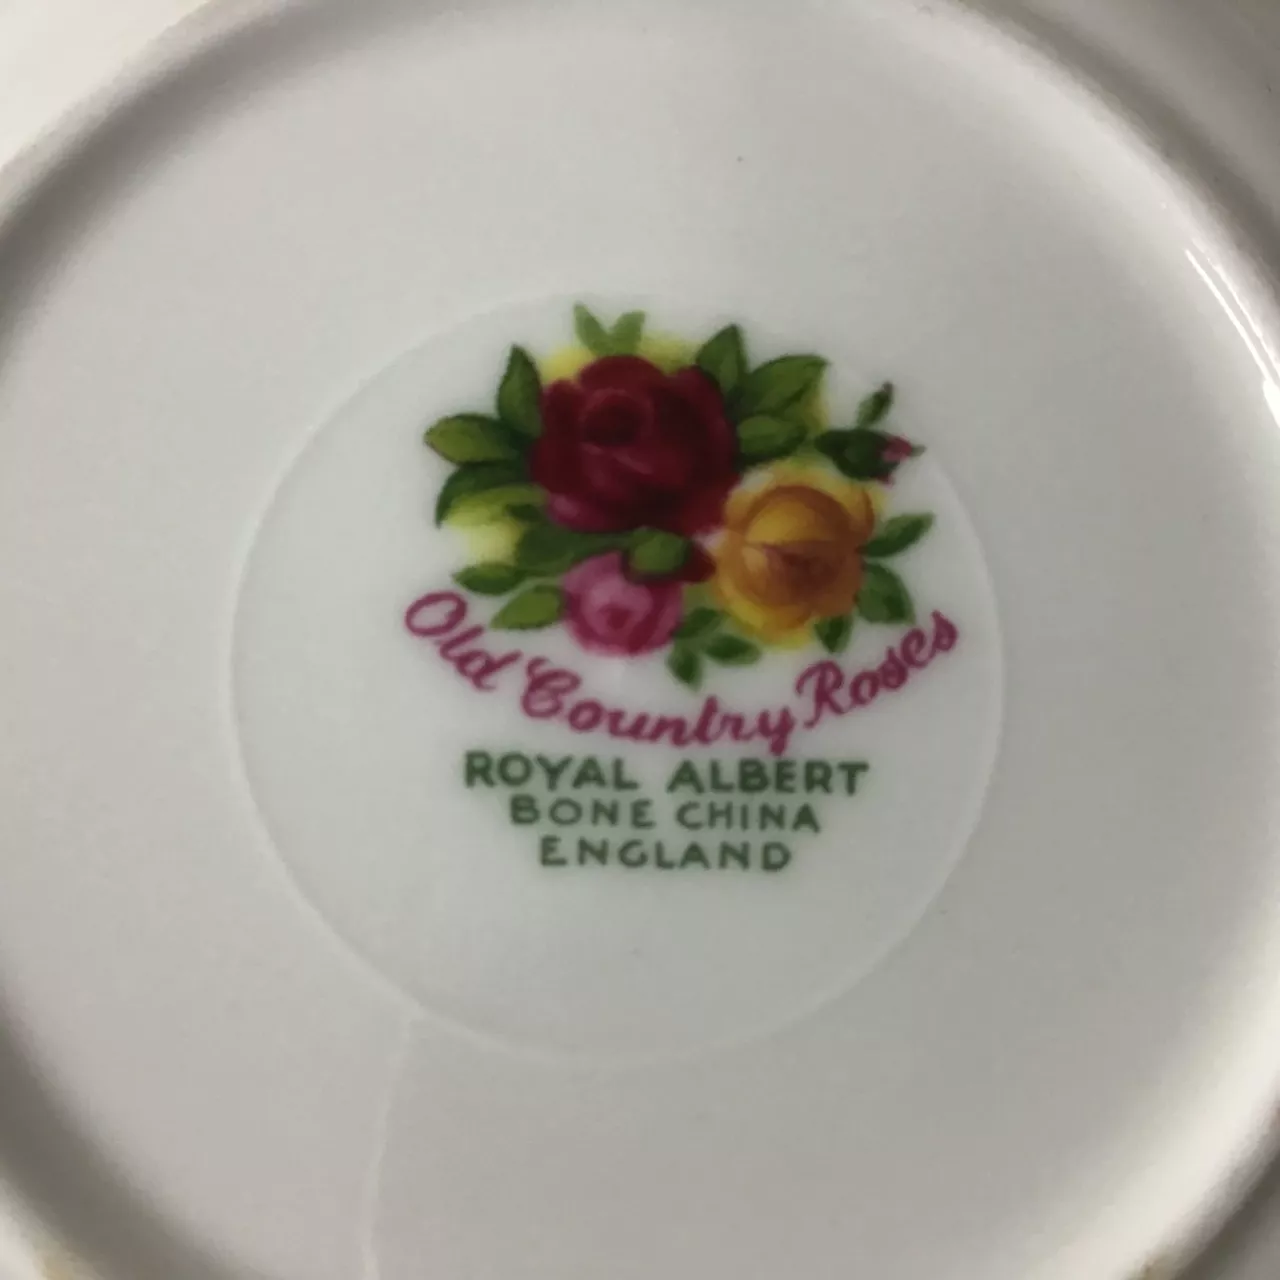 Old Country Roses
ROYAL ALBERT
BONE CHINA
ENGLAND